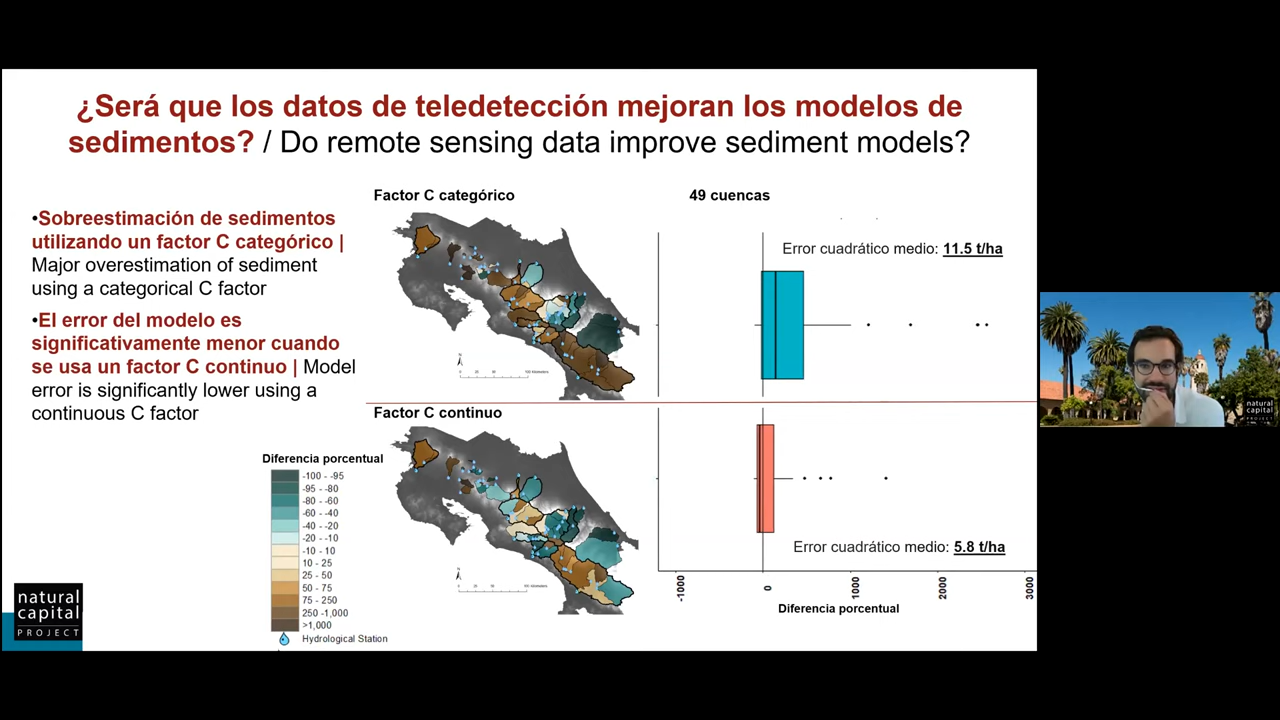 ¿Será que los datos de teledetección mejoran los modelos de
sedimentos? / Do remote sensing data improve sediment models?
•Sobreestimación de sedimentos
utilizando un factor C categórico |
Major overestimation of sediment
using a categorical C factor
•El error del modelo es
significativamente menor cuando
se usa un factor C continuo | Model
error is significantly lower using a
continuous C factor
Factor C categórico
49 cuencas
Error cuadrático medio: 11.5 t/ha
Factor C continuo
Error cuadrático medio: 5.8 t/ha
-1000
0
1000
2000
3000
Diferencia porcentual
Diferencia porcentual
-100 - -95
-95 - -80
-80 - -60
-60 - -40
-40 - -20
-20 - -10
-10 - 10
10 - 25
25 - 50
50 - 75
75 - 250
250 -1,000
>1,000
Hydrological Station
natural
capital
PROJECT
natural
capital
PROJECT